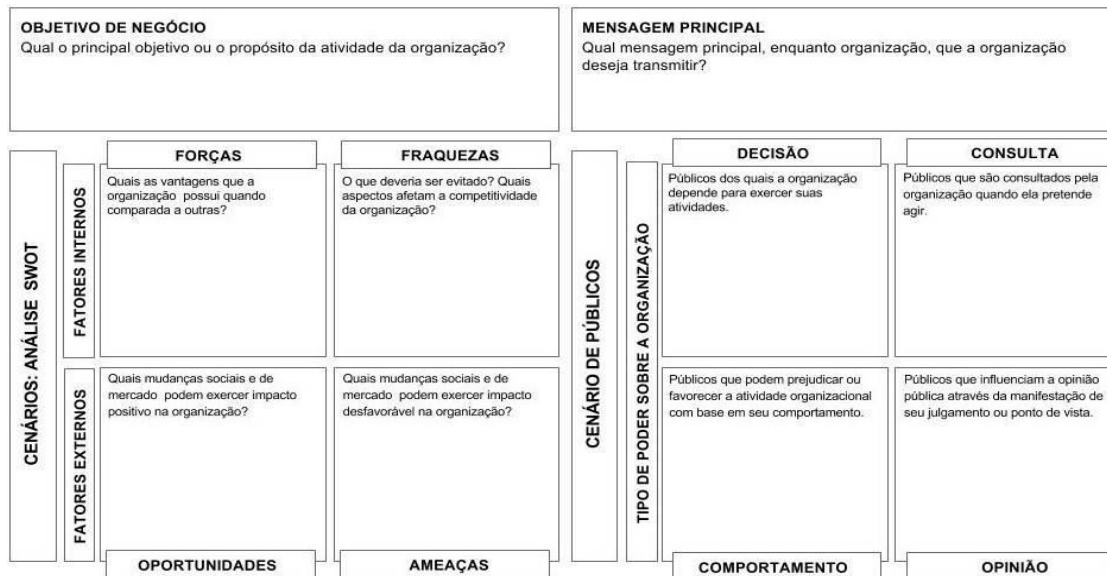 OBJETIVO DE NEGÓCIO
Qual o principal objetivo ou o propósito da atividade da organização?
MENSAGEM PRINCIPAL
Qual mensagem principal, enquanto organização, que a organização
deseja transmitir?
CENÁRIOS: ANÁLISE SWOT
FATORES INTERNOS
FORÇAS
Quais as vantagens que a
organização possui quando
comparada a outras?
FRAQUEZAS
O que deveria ser evitado? Quais
aspectos afetam a competitividade
da organização?
FATORES EXTERNOS
Quais mudanças sociais e de
mercado podem exercer impacto
positivo na organização?
OPORTUNIDADES
Quais mudanças sociais e de
mercado podem exercer impacto
desfavorável na organização?
AMEAÇAS
CENÁRIO DE PÚBLICOS
TIPO DE PODER SOBRE A ORGANIZAÇÃO
DECISÃO
Públicos dos quais a organização
depende para exercer suas
atividades.
CONSULTA
Públicos que são consultados pela
organização quando ela pretende
agir.
Públicos que podem prejudicar ou
favorecer a atividade organizacional
com base em seu comportamento.
COMPORTAMENTO
Públicos que influenciam a opinião
pública através da manifestação de
seu julgamento ou ponto de vista.
OPINIÃO